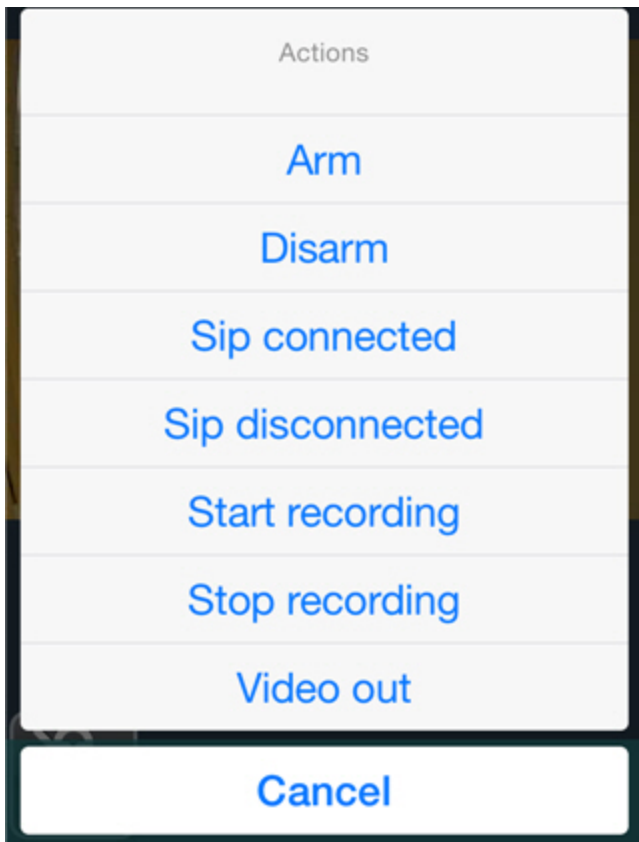 Actions
Arm
Disarm
Sip connected
Sip disconnected
Start recording
Stop recording
Video out
Cancel